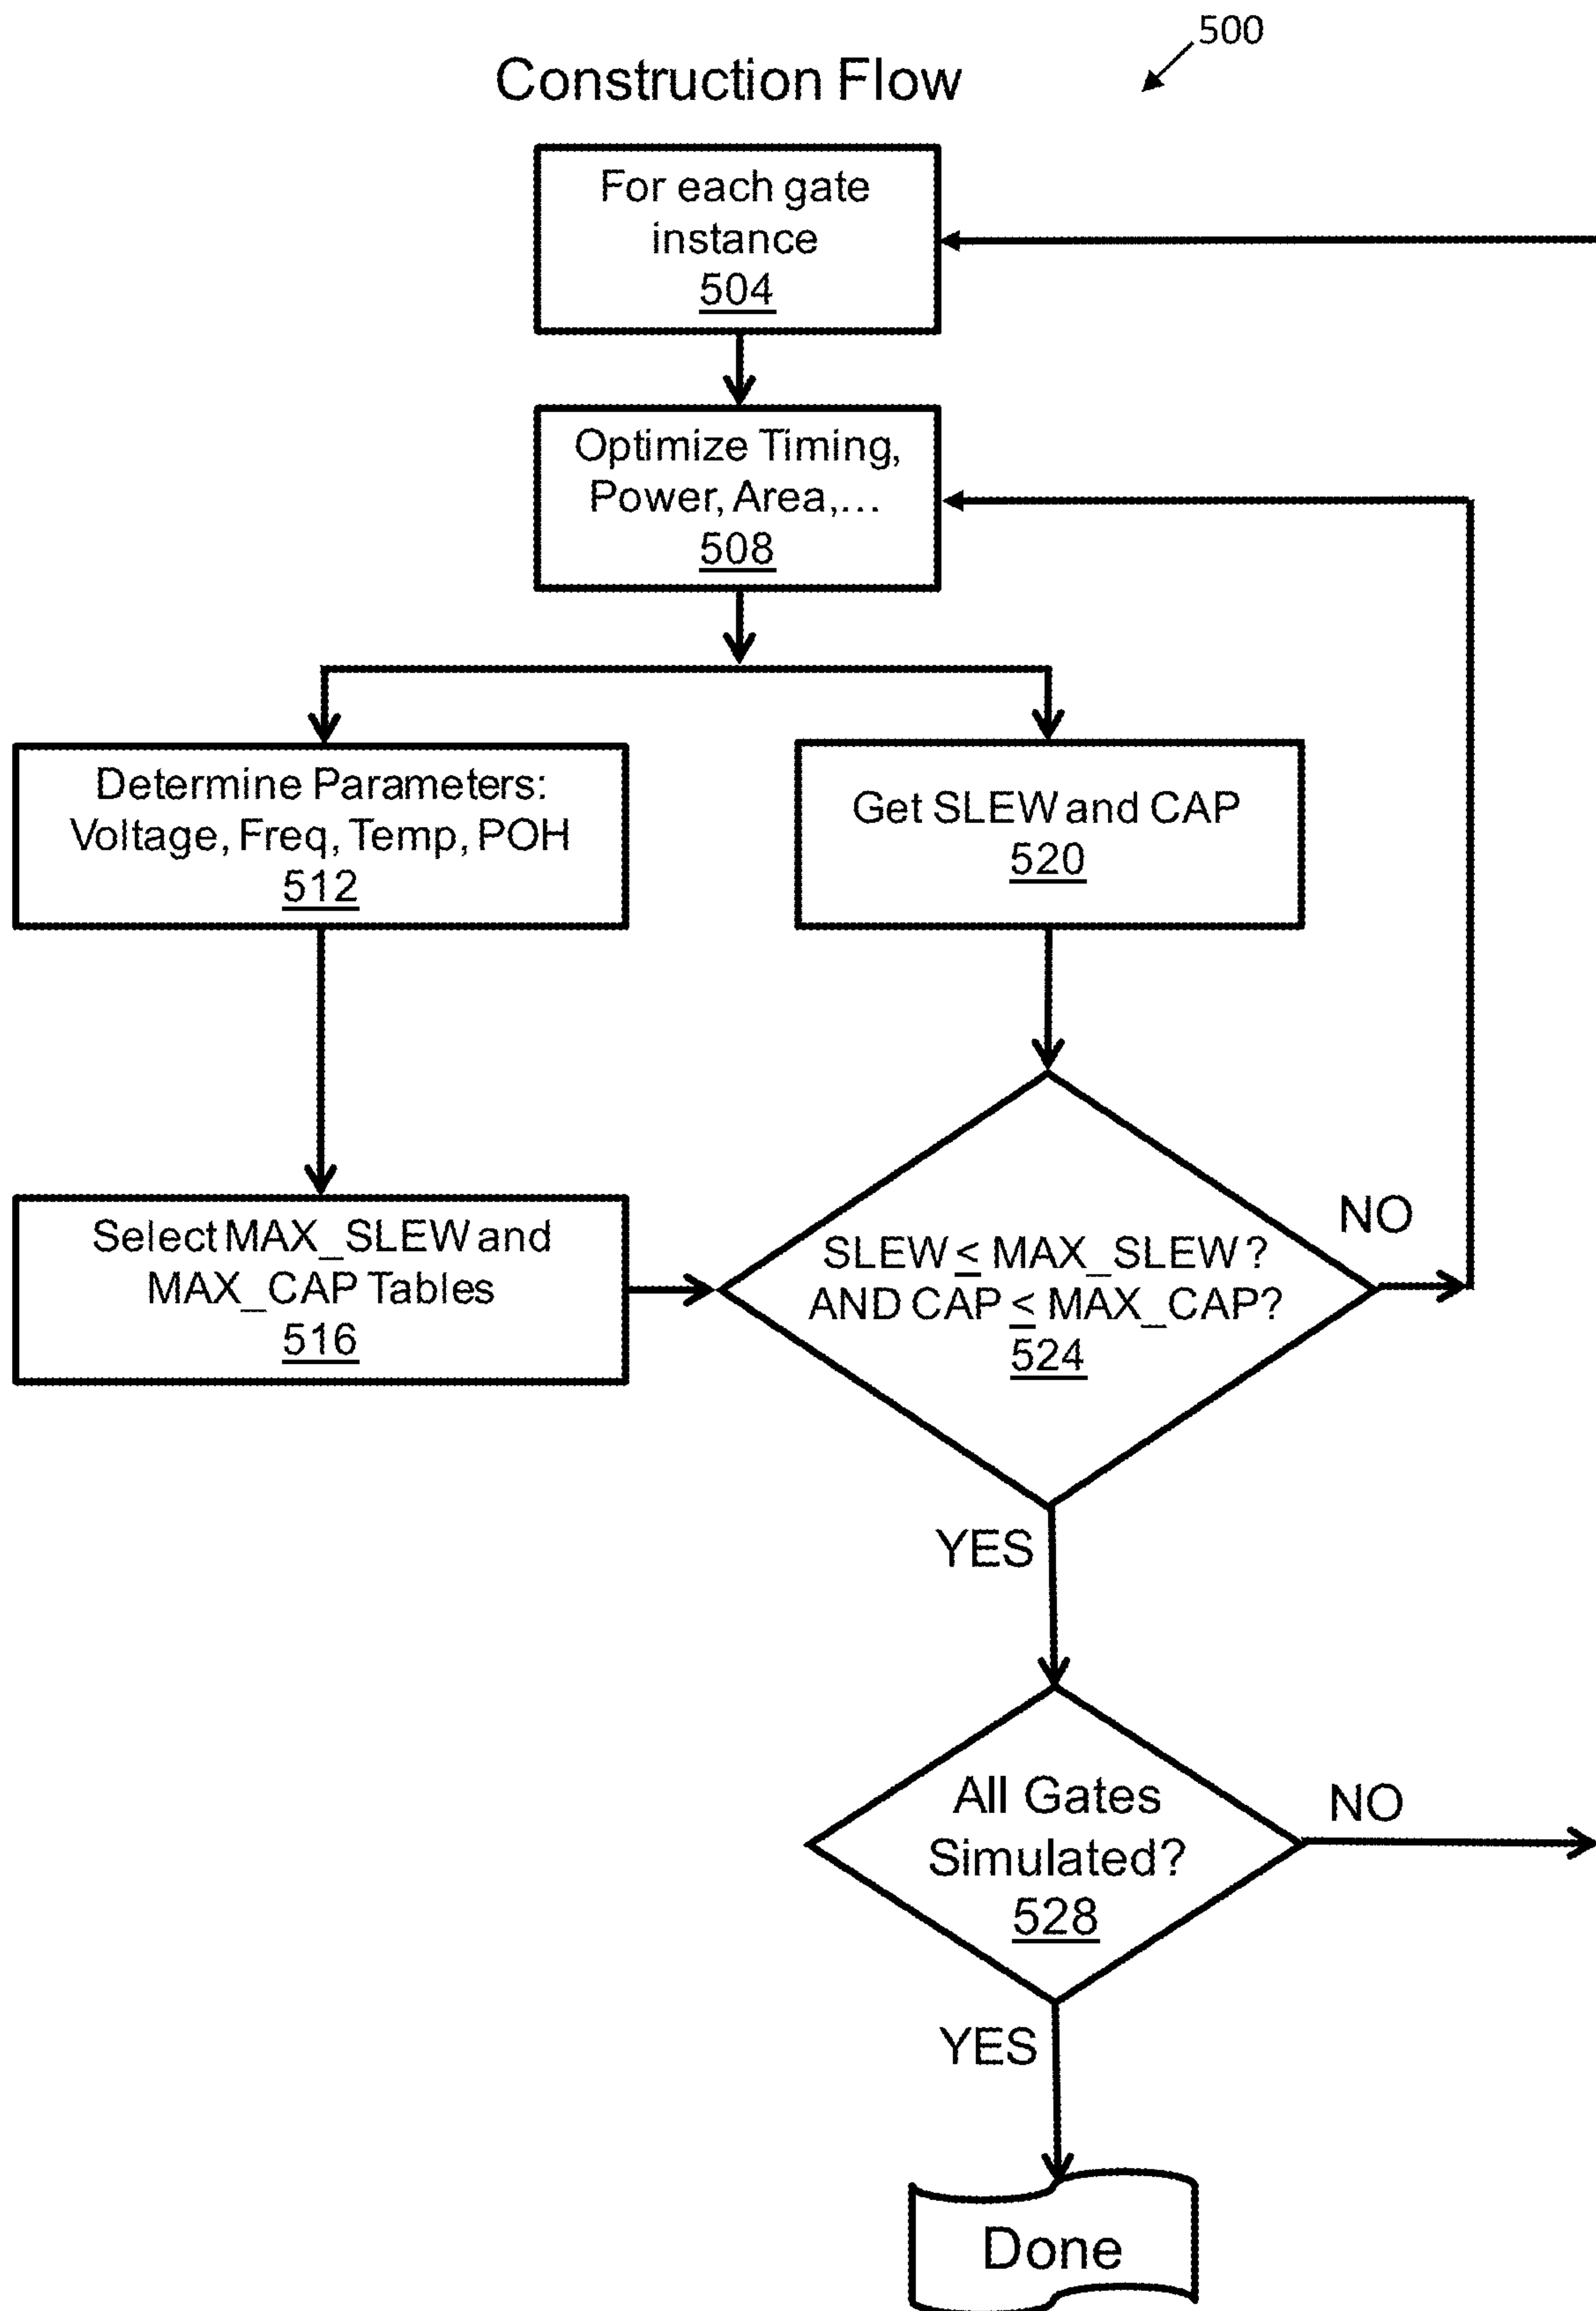 500
Construction Flow
For each gate
instance
504
Optimize Timing,
Power, Area,...
508
Determine Parameters:
Voltage, Freq, Temp, POH
512
Get SLEW and CAP
520
Select MAX_SLEW and
MAX_CAP Tables
516
SLEW ≤ MAX_SLEW?
AND CAP ≤ MAX_CAP?
524
NO
YES
All Gates
Simulated?
528
NO
YES
Done